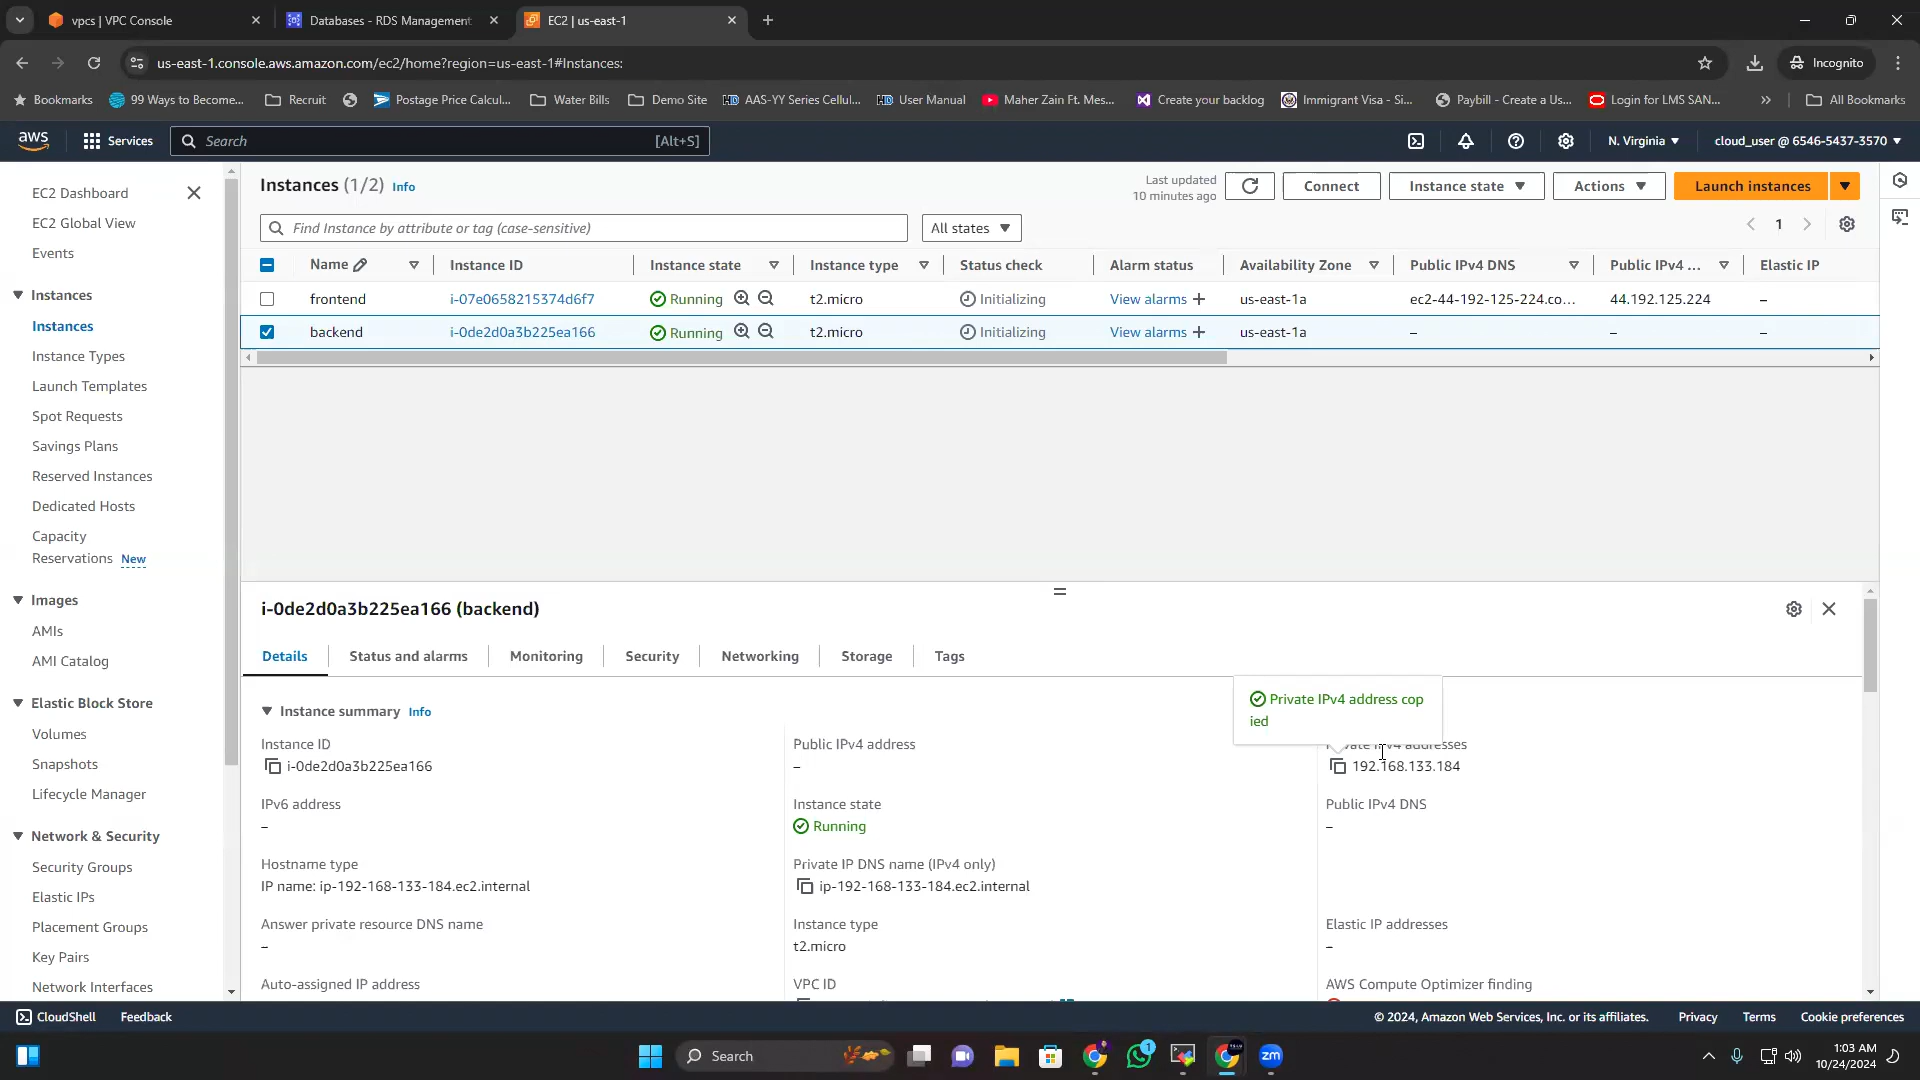 vpcs | VPC Console
Databases - RDS Management
EC2 | us-east-1
us-east-1.console.aws.amazon.com/ec2/home?region=us-east-1#Instances:
Incognito
Bookmarks
99 Ways to Become...
Recruit
Postage Price Calcul...
Water Bills
Demo Site
AAS-YY Series Cellul...
User Manual
Maher Zain Ft. Mes...
Create your backlog
Immigrant Visa - Si...
Paybill - Create a Us...
Login for LMS SAN...
All Bookmarks
aws
Services
Search
[Alt+S]
N. Virginia
cloud_user @ 6546-5437-3570
EC2 Dashboard
EC2 Global View
Events
Instances
Instances
Instance Types
Launch Templates
Spot Requests
Savings Plans
Reserved Instances
Dedicated Hosts
Capacity
Reservations New
Images
AMIs
AMI Catalog
Elastic Block Store
Volumes
Snapshots
Lifecycle Manager
Network & Security
Security Groups
Elastic IPs
Placement Groups
Key Pairs
Network Interfaces
Instances (1/2) Info
Last updated
10 minutes ago
Connect
Instance state
Actions
Launch instances
Find Instance by attribute or tag (case-sensitive)
All states
1
Name
Instance ID
Instance state
Instance type
Status check
Alarm status
Availability Zone
Public IPv4 DNS
Public IPv4 ...
Elastic IP
frontend
i-07e0658215374d6f7
Running
t2.micro
Initializing
View alarms +
us-east-1a
ec2-44-192-125-224.co...
44.192.125.224
–
backend
i-0de2d0a3b225ea166
Running
t2.micro
Initializing
View alarms +
us-east-1a
–
–
–
i-0de2d0a3b225ea166 (backend)
Details
Status and alarms
Monitoring
Security
Networking
Storage
Tags
Private IPv4 address cop
ied
Instance summary Info
Instance ID
i-0de2d0a3b225ea166
Public IPv4 address
–
Private IPv4 addresses
192.168.133.184
IPv6 address
–
Instance state
Running
Public IPv4 DNS
–
Hostname type
IP name: ip-192-168-133-184.ec2.internal
Private IP DNS name (IPv4 only)
ip-192-168-133-184.ec2.internal
Answer private resource DNS name
–
Instance type
t2.micro
Elastic IP addresses
–
Auto-assigned IP address
VPC ID
AWS Compute Optimizer finding
CloudShell
Feedback
© 2024, Amazon Web Services, Inc. or its affiliates.
Privacy
Terms
Cookie preferences
Search
1
zm
1:03 AM
10/24/2024